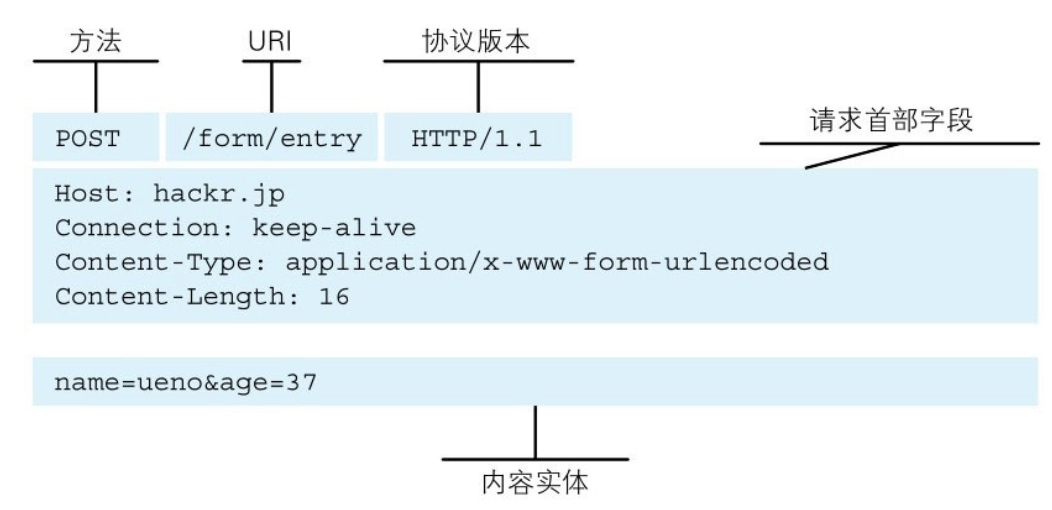 方法 URI 协议版本
请求首部字段
POST /form/entry HTTP/1.1
Host: hackr.jp
Connection: keep-alive
Content-Type: application/x-www-form-urlencoded
Content-Length: 16
name=ueno&age=37
内容实体